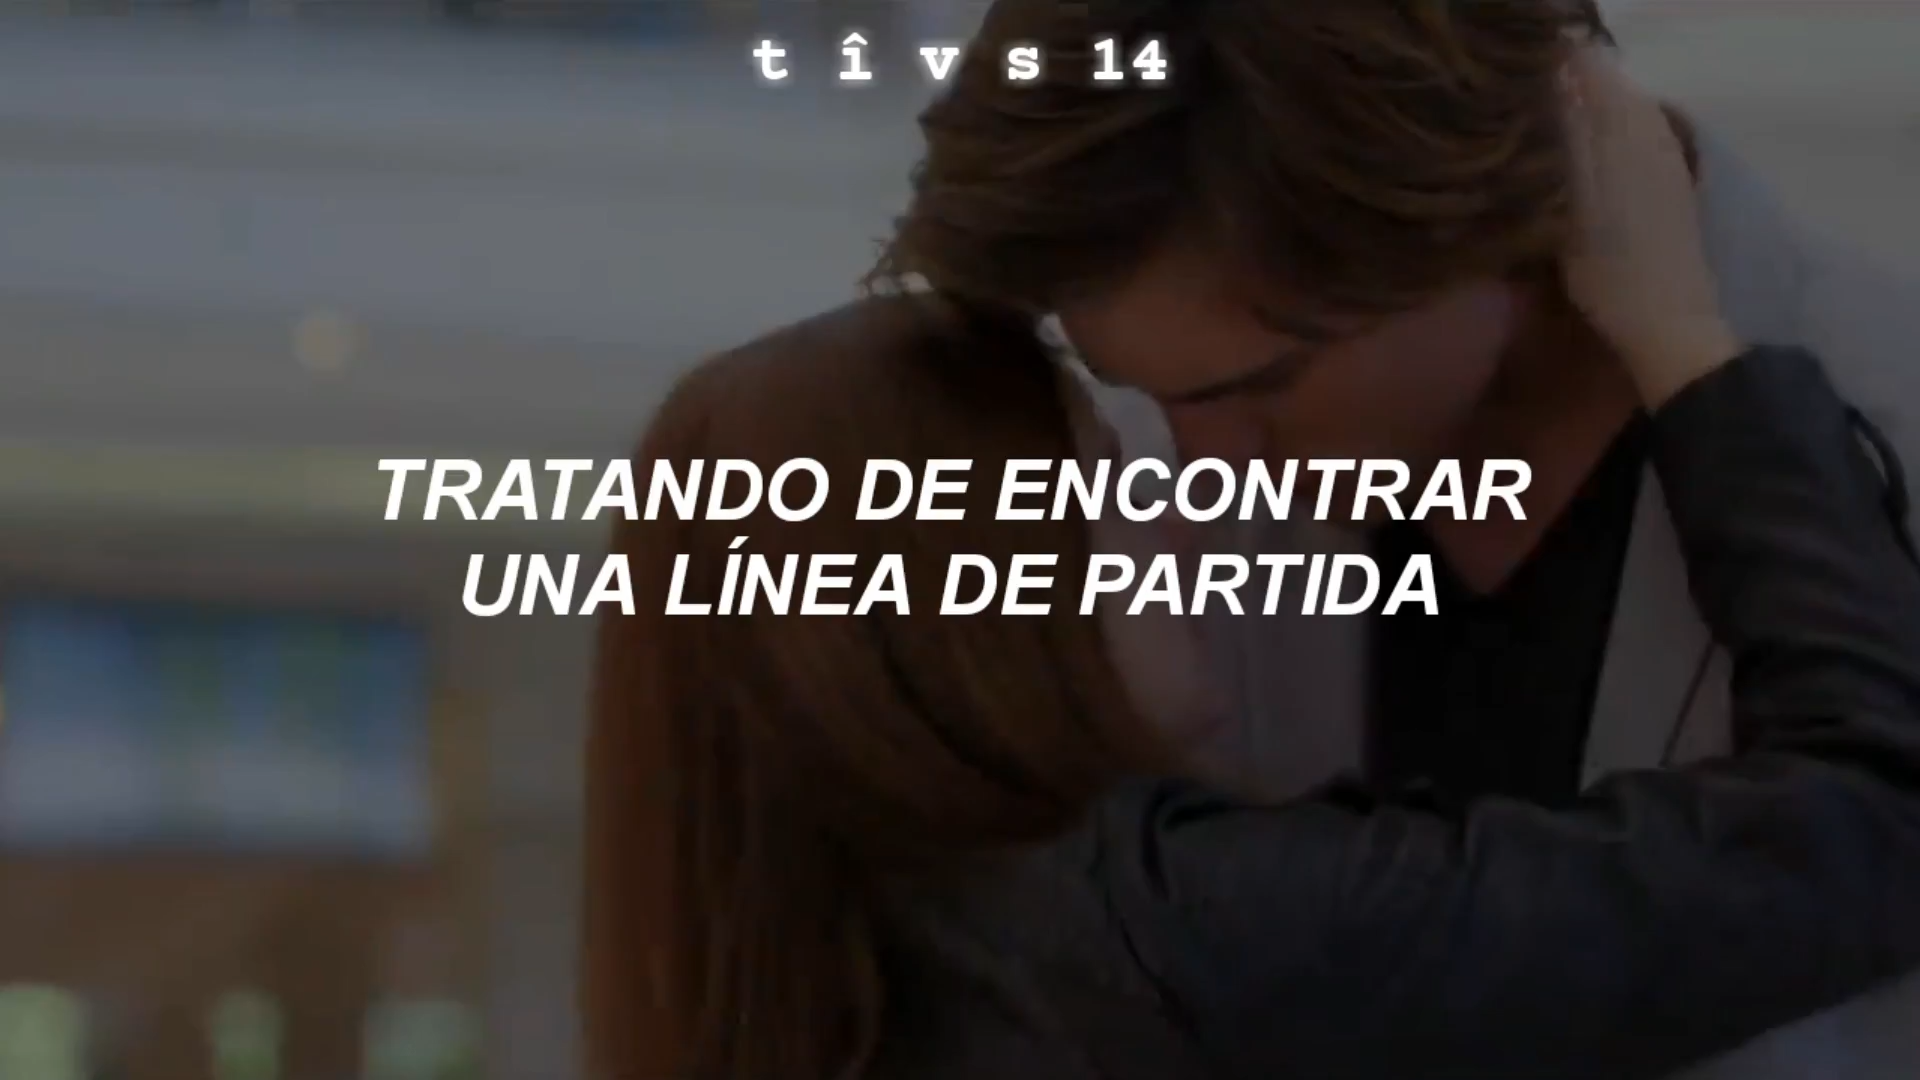 t î v s 14
TRATANDO DE ENCONTRAR
UNA LÍNEA DE PARTIDA